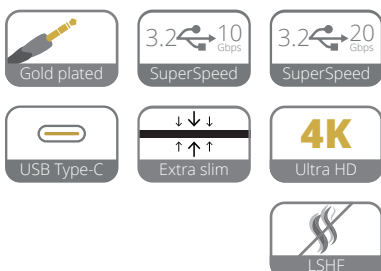 3.2 10 Gbps
3.2 20 Gbps
Gold plated
SuperSpeed
SuperSpeed
4K
USB Type-C
Extra slim
Ultra HD
LSHF